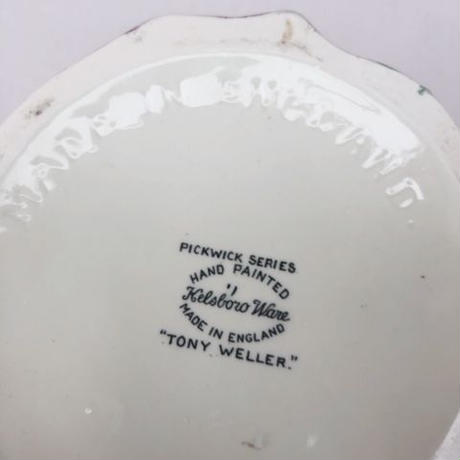 PICKWICK SERIES
HAND PAINTED
Kelsboro Ware
MADE IN ENGLAND
"TONY WELLER."